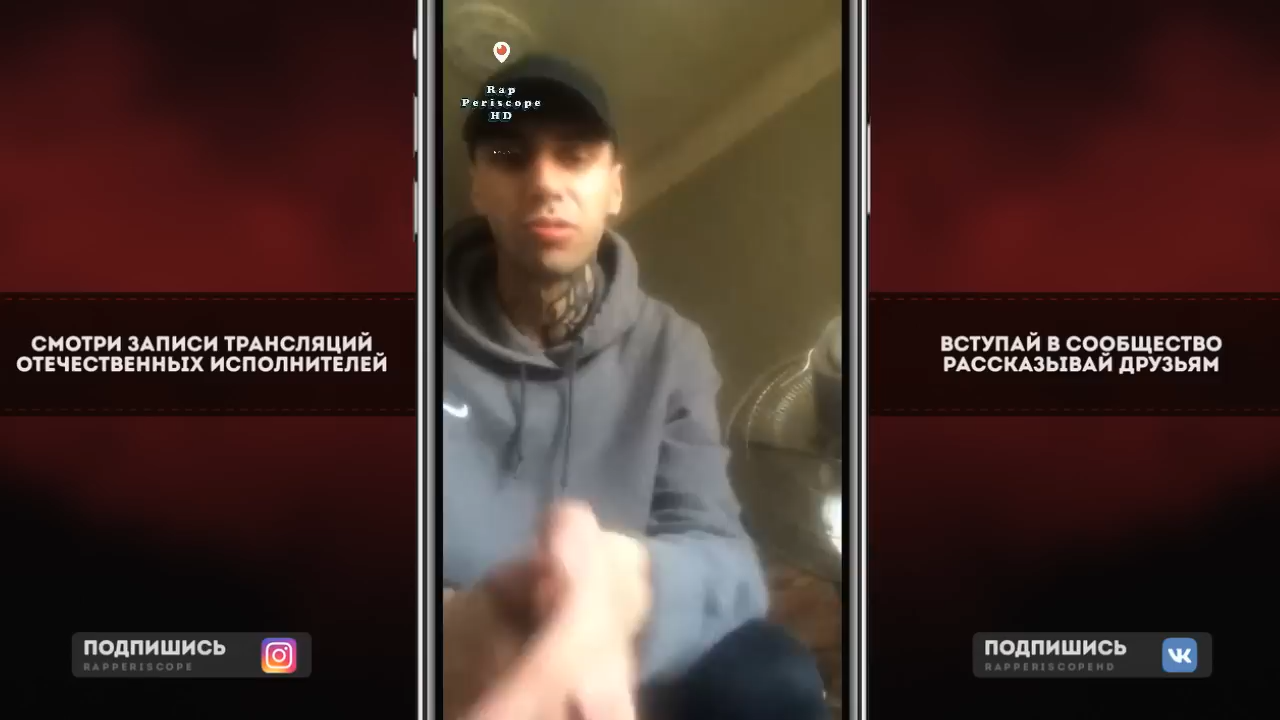 Rap
Periscope
HD
СМОТРИ ЗАПИСИ ТРАНСЛЯЦИЙ
ОТЕЧЕСТВЕННЫХ ИСПОЛНИТЕЛЕЙ
ВСТУПАЙ В СООБЩЕСТВО
РАССКАЗЫВАЙ ДРУЗЬЯМ
ПОДПИШИСЬ
RAPPERISCOPE
ПОДПИШИСЬ
RAPPERISCOPEHD